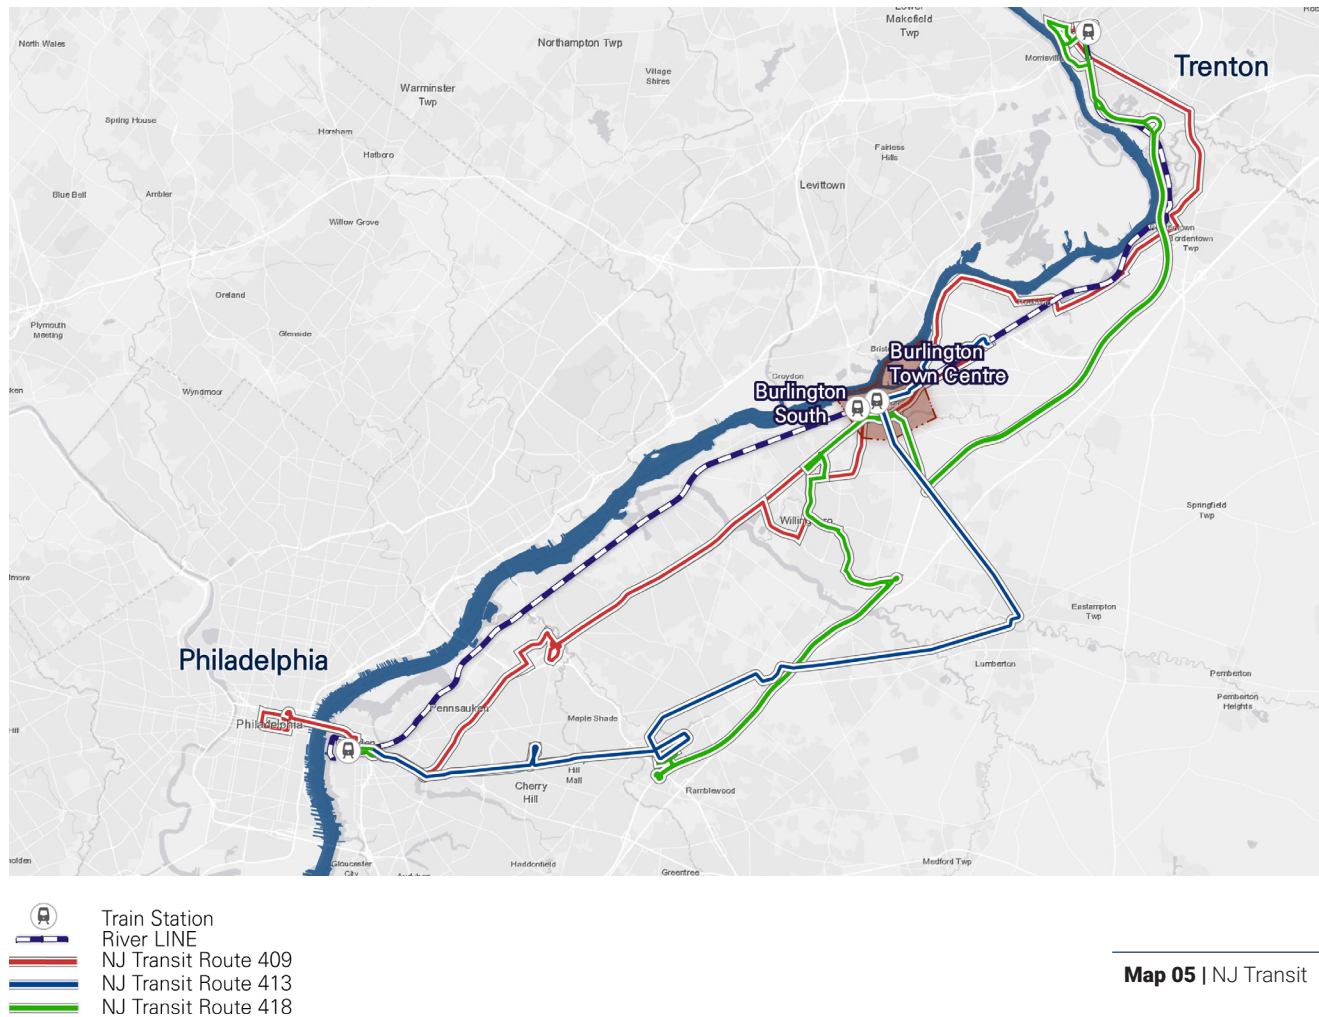 Lower
Makefield
Twp
North Wales
Northampton Twp
Morrisville
Trenton
Village
Shires
Warminster
Twp
Spring House
Horsham
Hatboro
Fairless
Hills
Levittown
Blue Bell
Ambler
Willow Grove
Bordentown
Twp
Oreland
Plymouth
Meeting
Glenside
Burlington
Town Centre
Croydon
Wyndmoor
Burlington
South
Springfield
Twp
Willingboro
Eastampton
Twp
Philadelphia
Lumberton
Pemberton
Pemberton
Heights
Pennsauken
Maple Shade
Philadelphia
Hill
Mall
Cherry
Hill
Ramblewood
Gloucester
City
Haddonfield
Medford Twp
Greentree
Train Station
River LINE
NJ Transit Route 409
NJ Transit Route 413
NJ Transit Route 418
Map 05 | NJ Transit